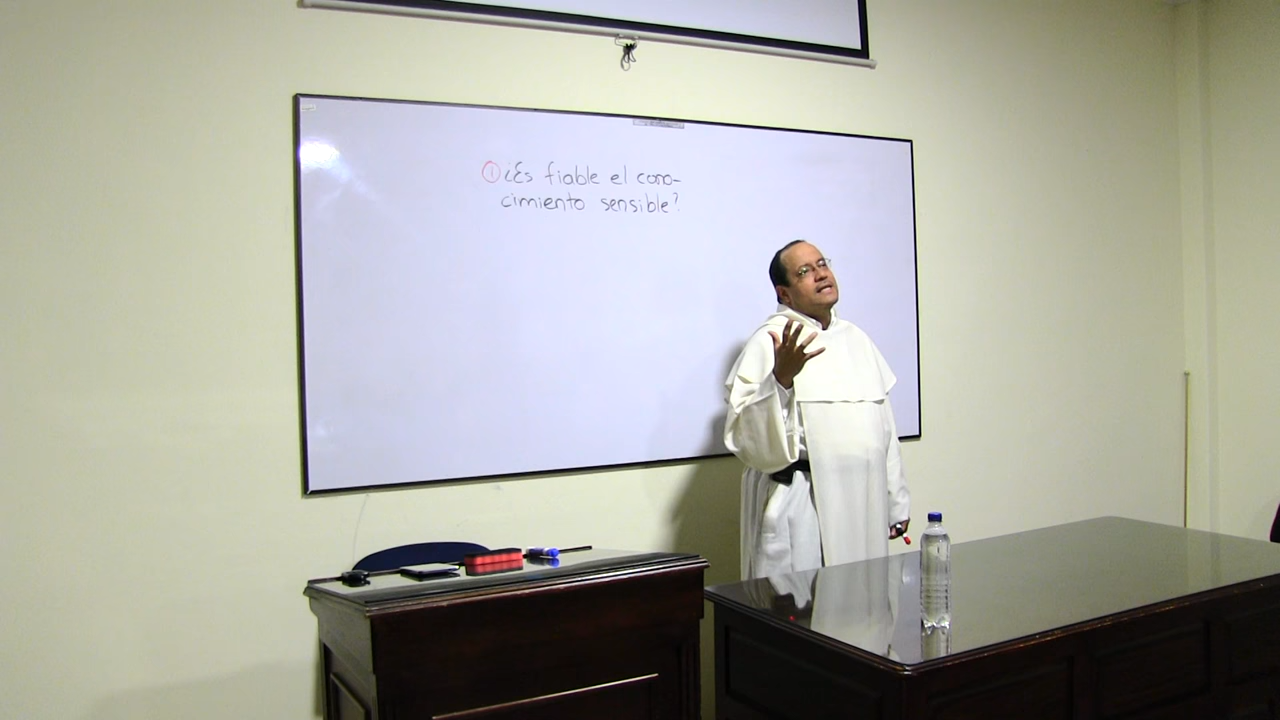 ① ¿Es fiable el cono-
cimiento sensible?